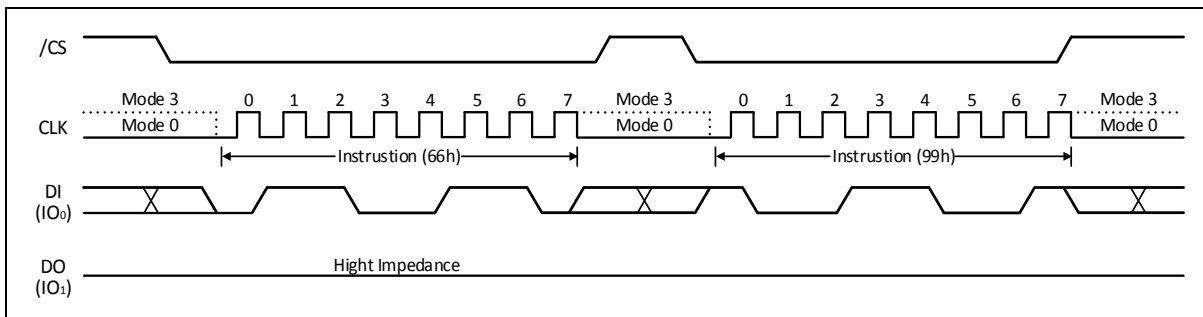 /CS
0 1 2 3 4 5 6 7 0 1 2 3 4 5 6 7
Mode 3 Mode 3 Mode 3
CLK Mode 0 Mode 0 Mode 0
Instrustion (66h) Instrustion (99h)
DI
(IO₀)
Hight Impedance
DO
(IO₁)